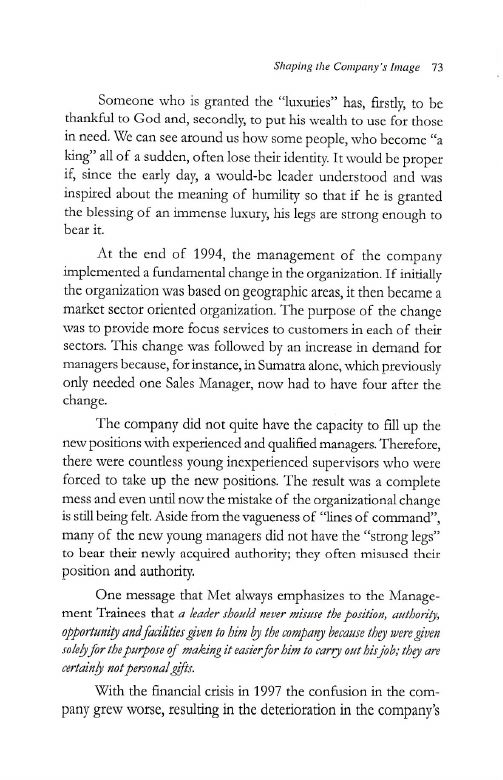 Shaping the Company's Image 73
Someone who is granted the "luxuries" has, firstly, to be
thankful to God and, secondly, to put his wealth to use for those
in need. We can see around us how some people, who become "a
king" all of a sudden, often lose their identity. It would be proper
if, since the early day, a would-be leader understood and was
inspired about the meaning of humility so that if he is granted
the blessing of an immense luxury, his legs are strong enough to
bear it.
At the end of 1994, the management of the company
implemented a fundamental change in the organization. If initially
the organization was based on geographic areas, it then became a
market sector oriented organization. The purpose of the change
was to provide more focus services to customers in each of their
sectors. This change was followed by an increase in demand for
managers because, for instance, in Sumatra alone, which previously
only needed one Sales Manager, now had to have four after the
change.
The company did not quite have the capacity to fill up the
new positions with experienced and qualified managers. Therefore,
there were countless young inexperienced supervisors who were
forced to take up the new positions. The result was a complete
mess and even until now the mistake of the organizational change
is still being felt. Aside from the vagueness of "lines of command",
many of the new young managers did not have the "strong legs"
to bear their newly acquired authority; they often misused their
position and authority.
One message that Met always emphasizes to the Manage-
ment Trainees that a leader should never misuse the position, authority,
opportunity and facilities given to him by the company because they were given
solely for the purpose of making it easier for him to carry out his job; they are
certainly not personal gifts.
With the financial crisis in 1997 the confusion in the com-
pany grew worse, resulting in the deterioration in the company's